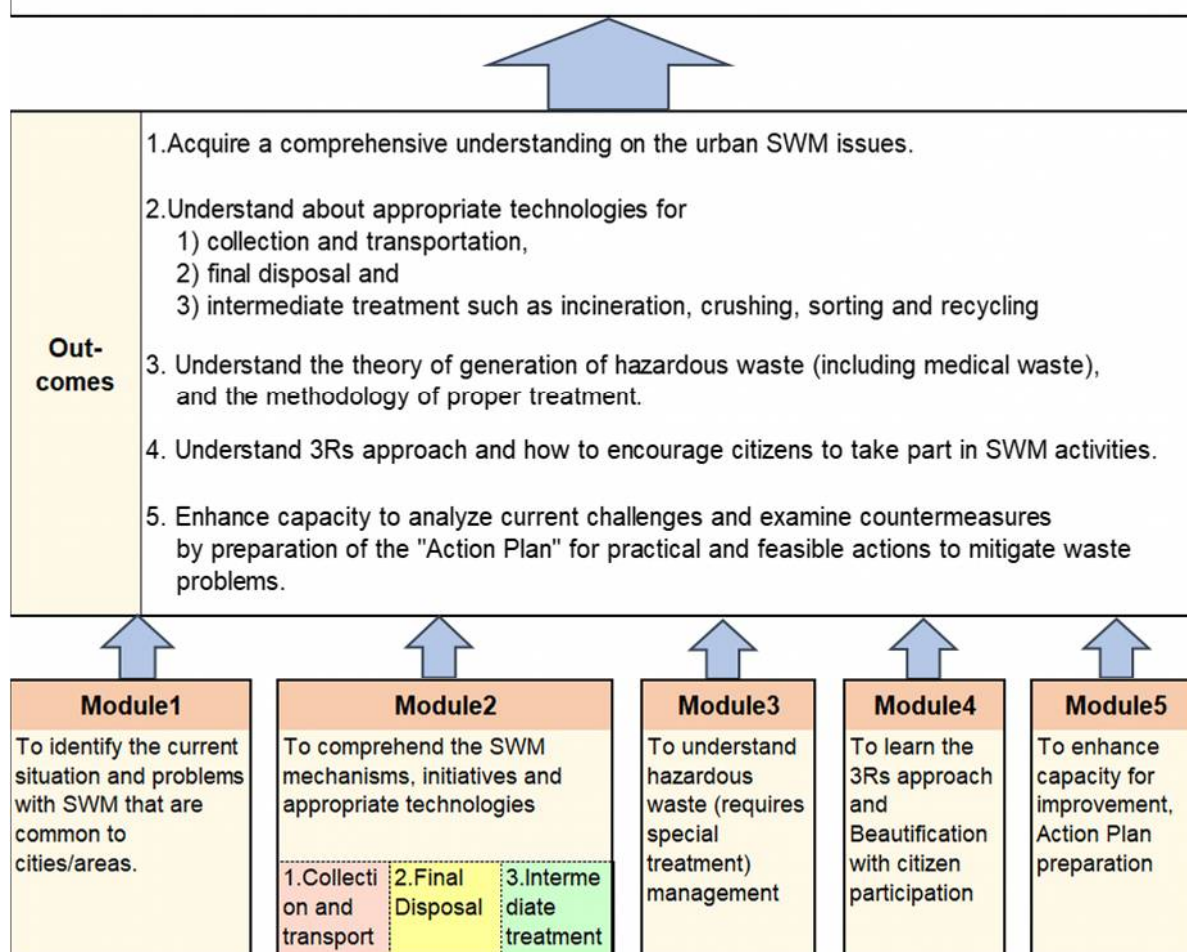 Out-
comes
1.Acquire a comprehensive understanding on the urban SWM issues.
2.Understand about appropriate technologies for
1) collection and transportation,
2) final disposal and
3) intermediate treatment such as incineration, crushing, sorting and recycling
3. Understand the theory of generation of hazardous waste (including medical waste),
and the methodology of proper treatment.
4. Understand 3Rs approach and how to encourage citizens to take part in SWM activities.
5. Enhance capacity to analyze current challenges and examine countermeasures
by preparation of the "Action Plan" for practical and feasible actions to mitigate waste
problems.
Module1
To identify the current
situation and problems
with SWM that are
common to
cities/areas.
Module2
To comprehend the SWM
mechanisms, initiatives and
appropriate technologies
1.Collecti
on and
transport
2.Final
Disposal
3.Interme
diate
treatment
Module3
To understand
hazardous
waste (requires
special
treatment)
management
Module4
To learn the
3Rs approach
and
Beautification
with citizen
participation
Module5
To enhance
capacity for
improvement,
Action Plan
preparation